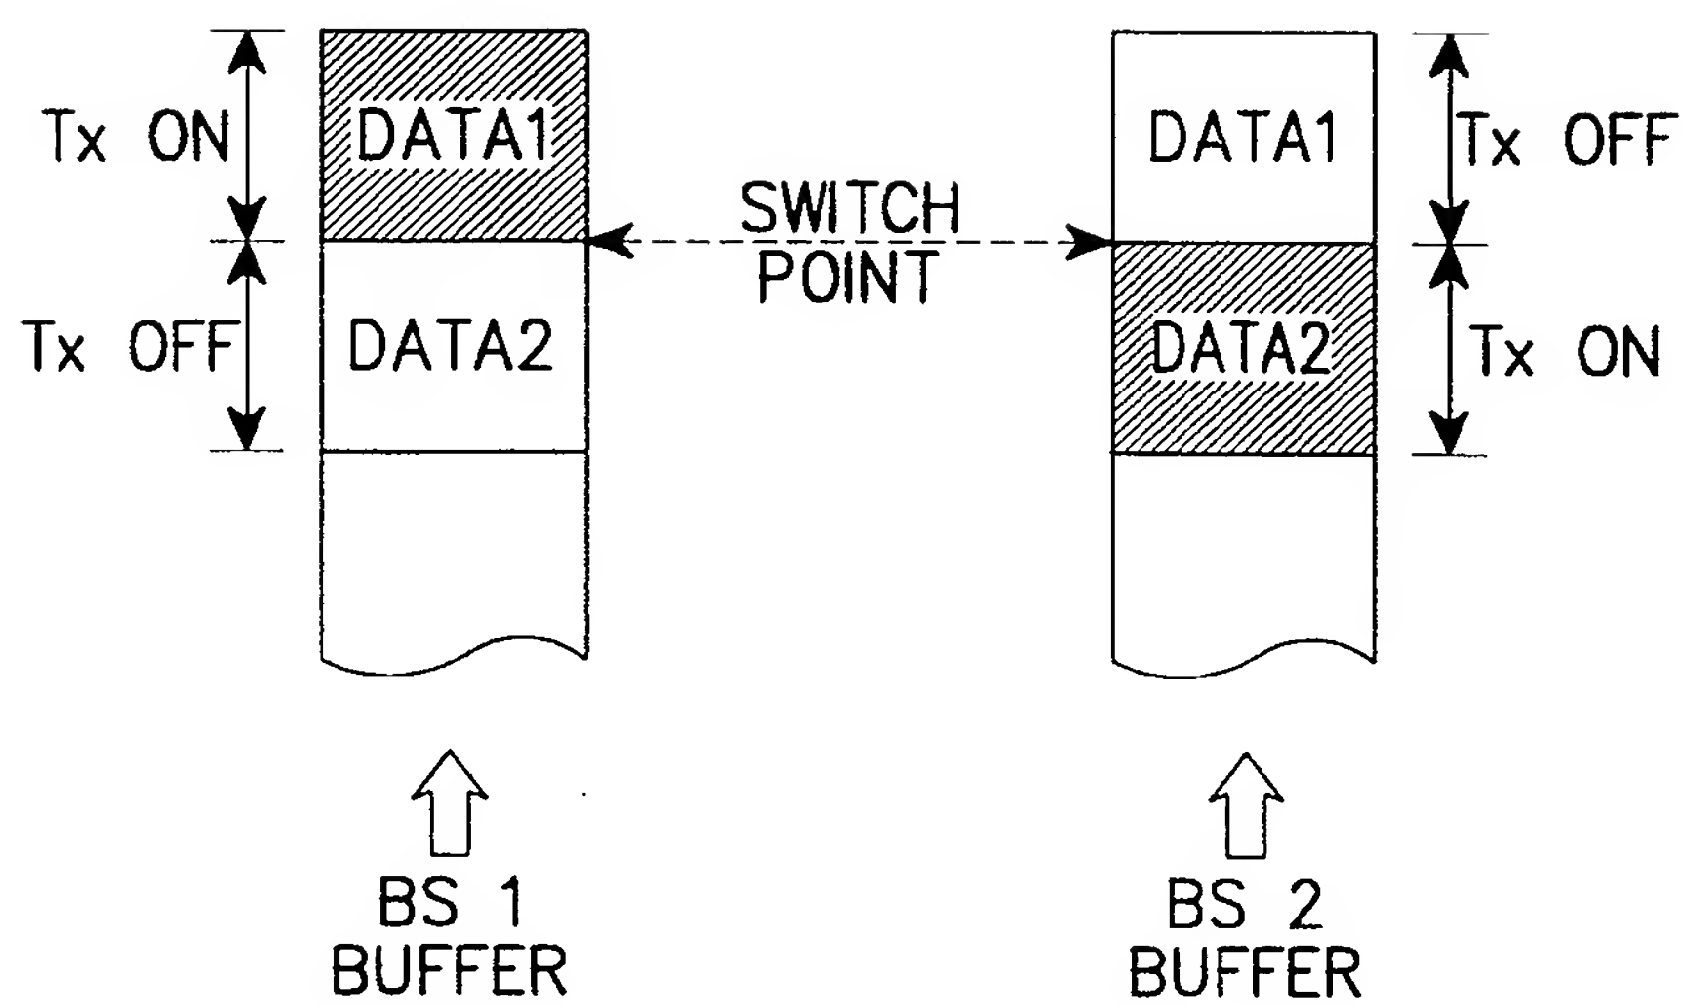 Tx ON
DATA1
DATA1
Tx OFF
SWITCH
POINT
Tx OFF
DATA2
DATA2
Tx ON
BS 1
BUFFER
BS 2
BUFFER